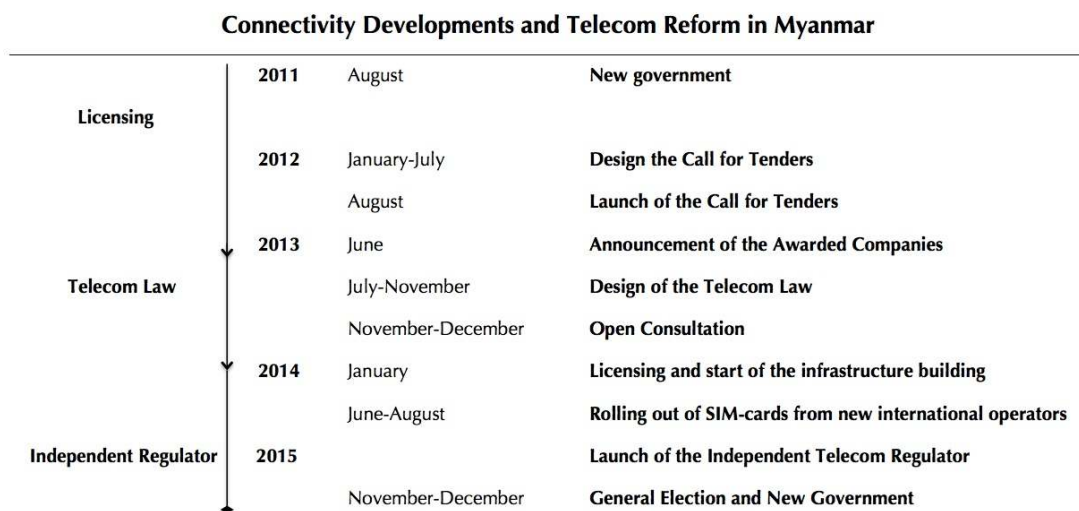 Connectivity Developments and Telecom Reform in Myanmar
2011 August New government
Licensing
2012 January-July Design the Call for Tenders
August Launch of the Call for Tenders
2013 June Announcement of the Awarded Companies
Telecom Law July-November Design of the Telecom Law
November-December Open Consultation
2014 January Licensing and start of the infrastructure building
June-August Rolling out of SIM-cards from new international operators
Independent Regulator 2015 Launch of the Independent Telecom Regulator
November-December General Election and New Government